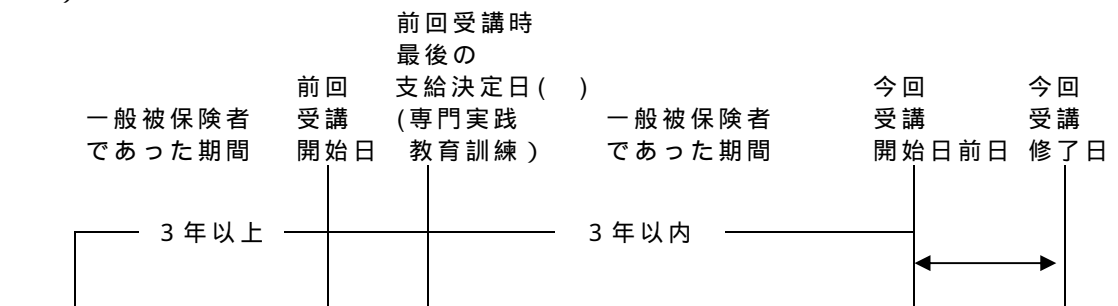 前回受講時
最後の
支給決定日( )
(専門実践
教育訓練)
一般被保険者
であった期間
前回
受講
開始日
一般被保険者
であった期間
今回
受講
開始日前日
今回
受講
修了日
3年以上
3年以内